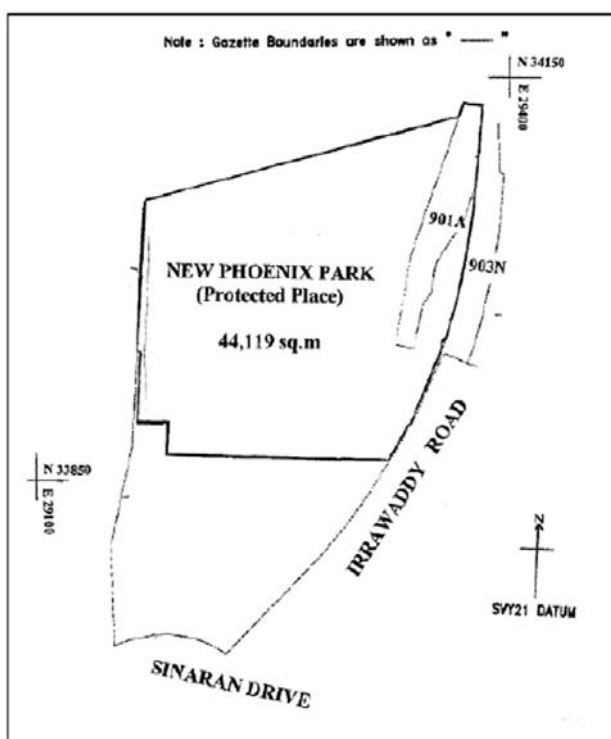 Note : Gazette Boundaries are shown as " —— "
N 34150
E 29400
901A
903N
NEW PHOENIX PARK
(Protected Place)
44,119 sq.m
IRRAWADDY ROAD
N 33850
E 29100
N
SVY21 DATUM
SINARAN DRIVE